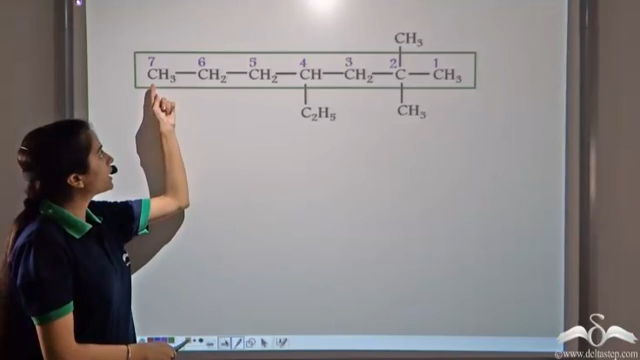 CH₃
7 6 5 4 3 2 1
CH₃—CH₂—CH₂—CH—CH₂—C—CH₃
C₂H₅ CH₃
©www.deltastep.com